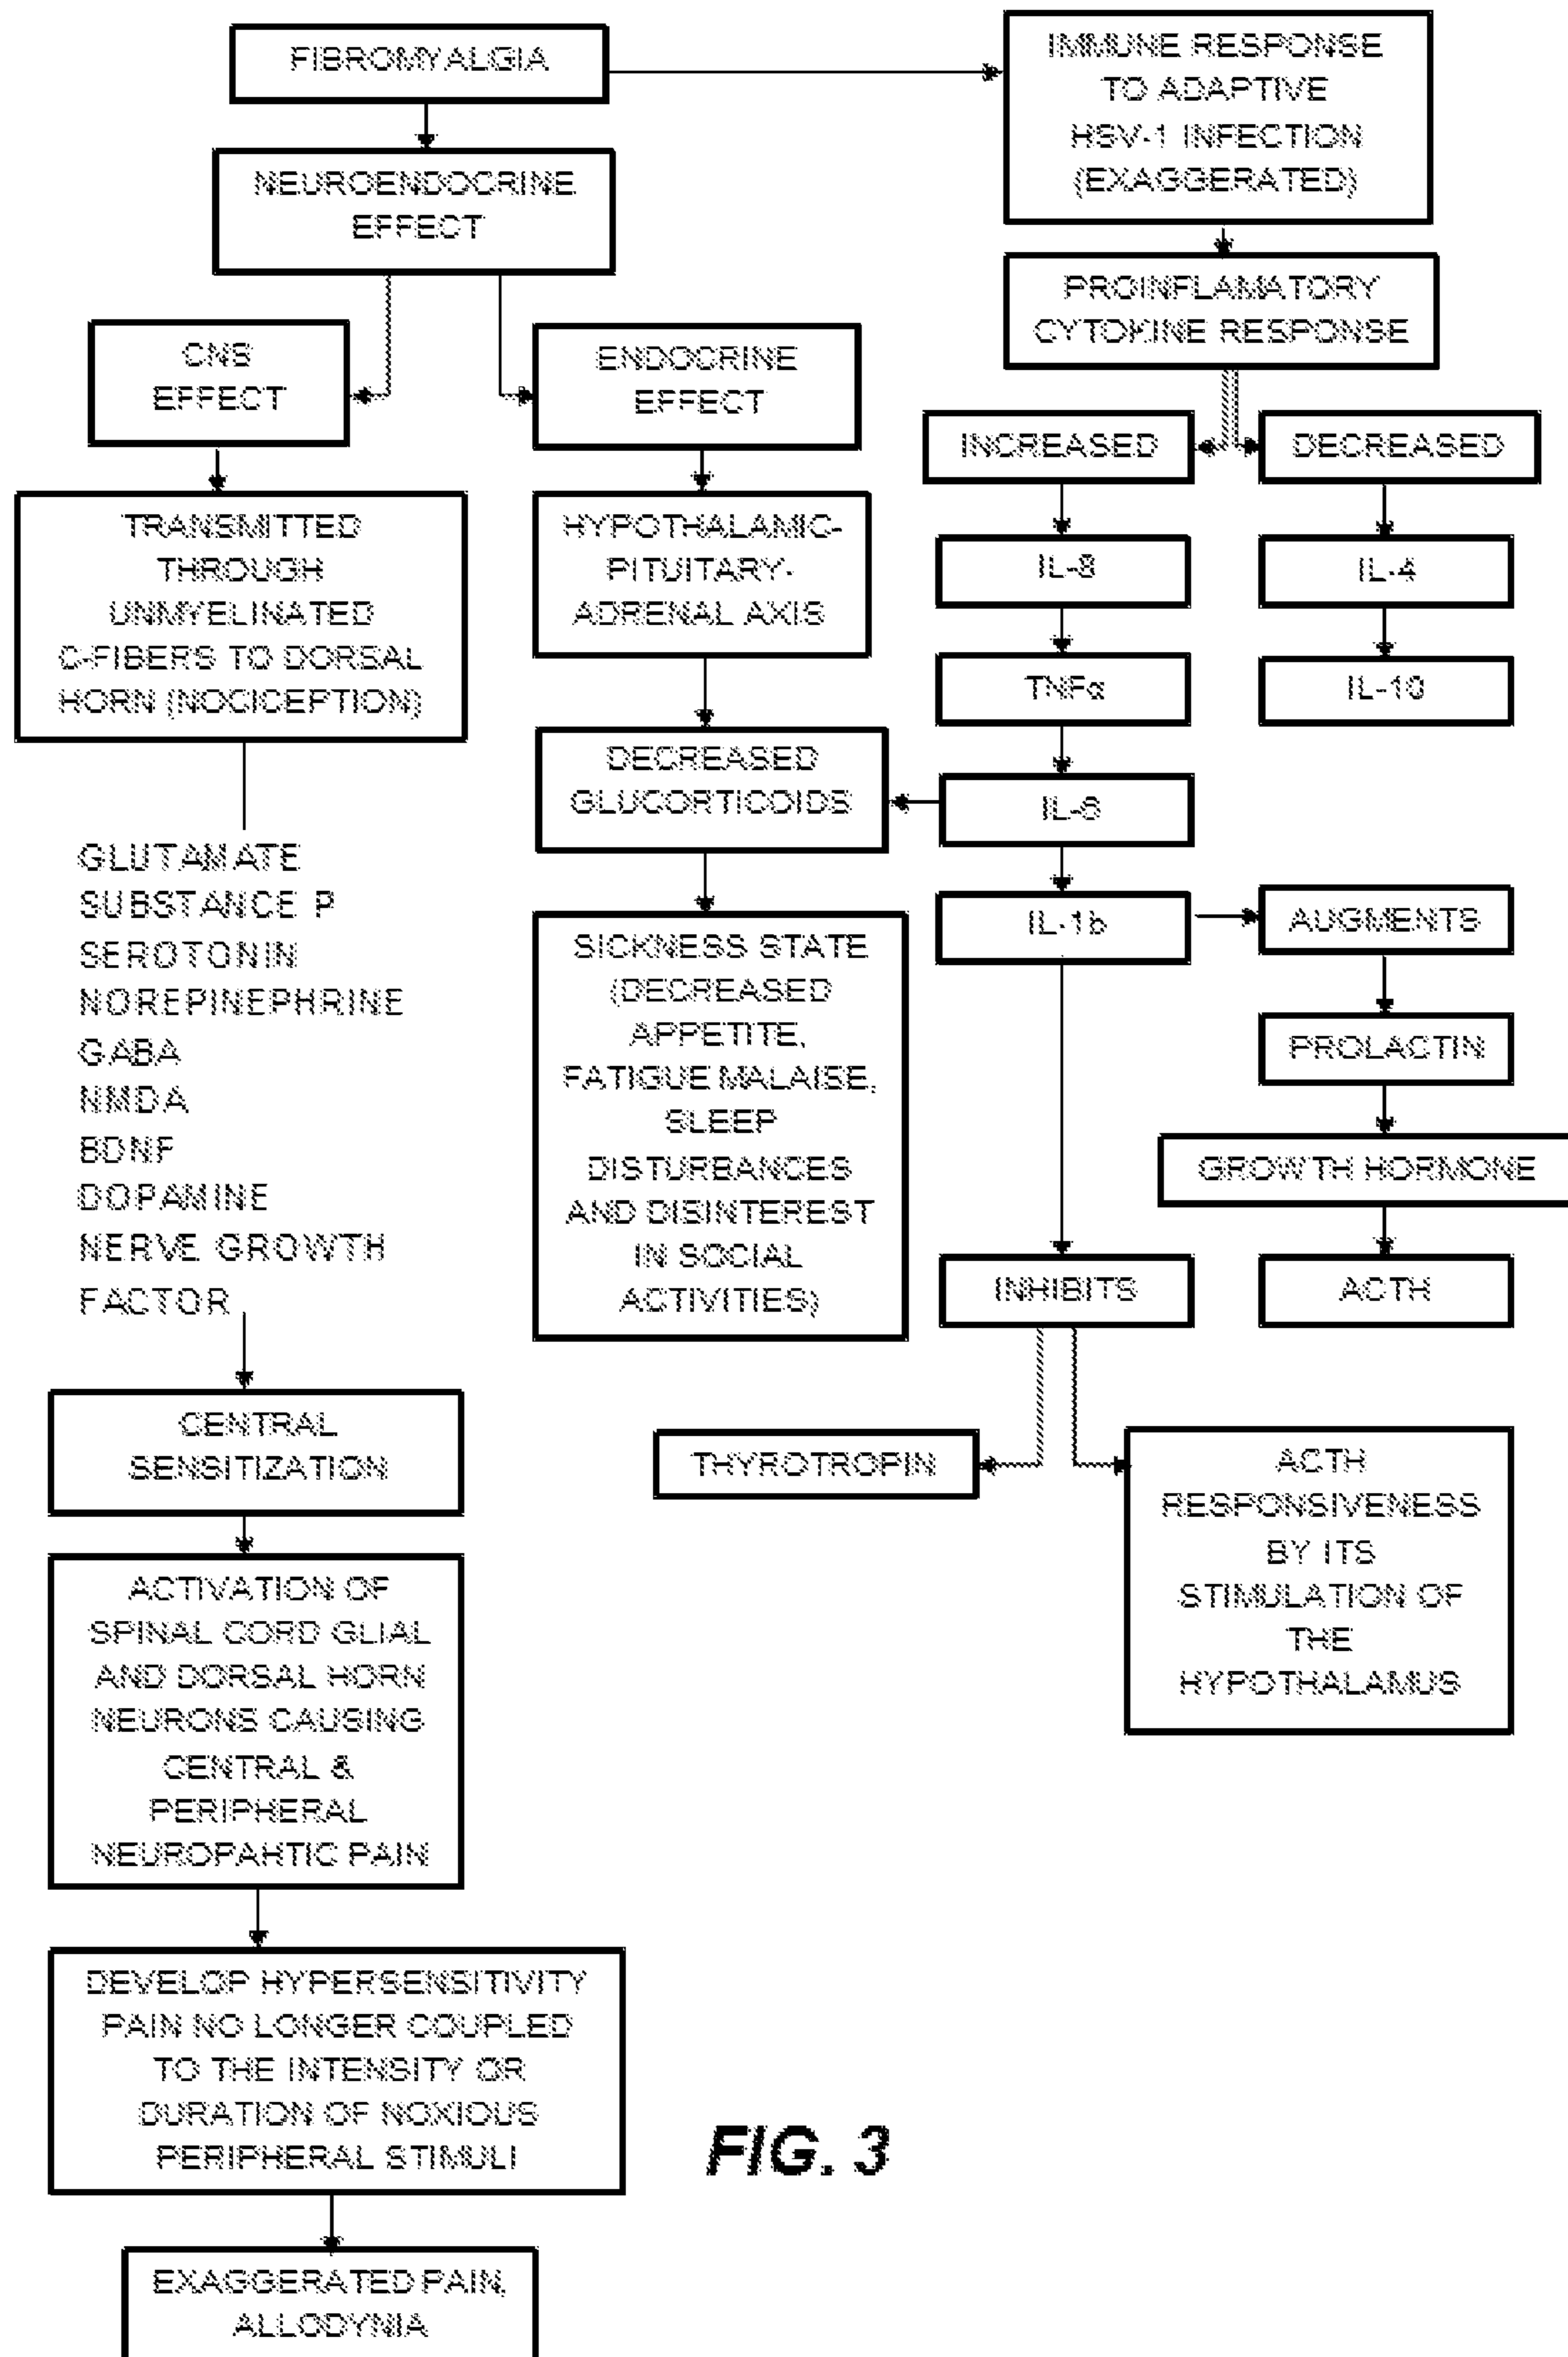 FIBROMYALGIA
IMMUNE RESPONSE
TO ADAPTIVE
HSV-1 INFECTION
(EXAGGERATED)
NEUROENDOCRINE
EFFECT
PROINFLAMATORY
CYTOKINE RESPONSE
CNS
EFFECT
ENDOCRINE
EFFECT
INCREASED
DECREASED
TRANSMITTED
THROUGH
UNMYELINATED
C-FIBERS TO DORSAL
HORN (NOCICEPTION)
HYPOTHALAMIC-
PITUITARY-
ADRENAL AXIS
IL-8
IL-4
TNFα
IL-10
DECREASED
GLUCORTICOIDS
IL-6
GLUTAMATE
SUBSTANCE P
SEROTONIN
NOREPINEPHRINE
GABA
NMDA
BDNF
DOPAMINE
NERVE GROWTH
FACTOR
SICKNESS STATE
(DECREASED
APPETITE,
FATIGUE MALAISE,
SLEEP
DISTURBANCES
AND DISINTEREST
IN SOCIAL
ACTIVITIES)
IL-1b
AUGMENTS
PROLACTIN
GROWTH HORMONE
INHIBITS
ACTH
CENTRAL
SENSITIZATION
THYROTROPIN
ACTH
RESPONSIVENESS
BY ITS
STIMULATION OF
THE
HYPOTHALAMUS
ACTIVATION OF
SPINAL CORD GLIAL
AND DORSAL HORN
NEURONS CAUSING
CENTRAL &
PERIPHERAL
NEUROPAHTIC PAIN
DEVELOP HYPERSENSITIVITY
PAIN NO LONGER COUPLED
TO THE INTENSITY OR
DURATION OF NOXIOUS
PERIPHERAL STIMULI
FIG. 3
EXAGGERATED PAIN,
ALLODYNIA